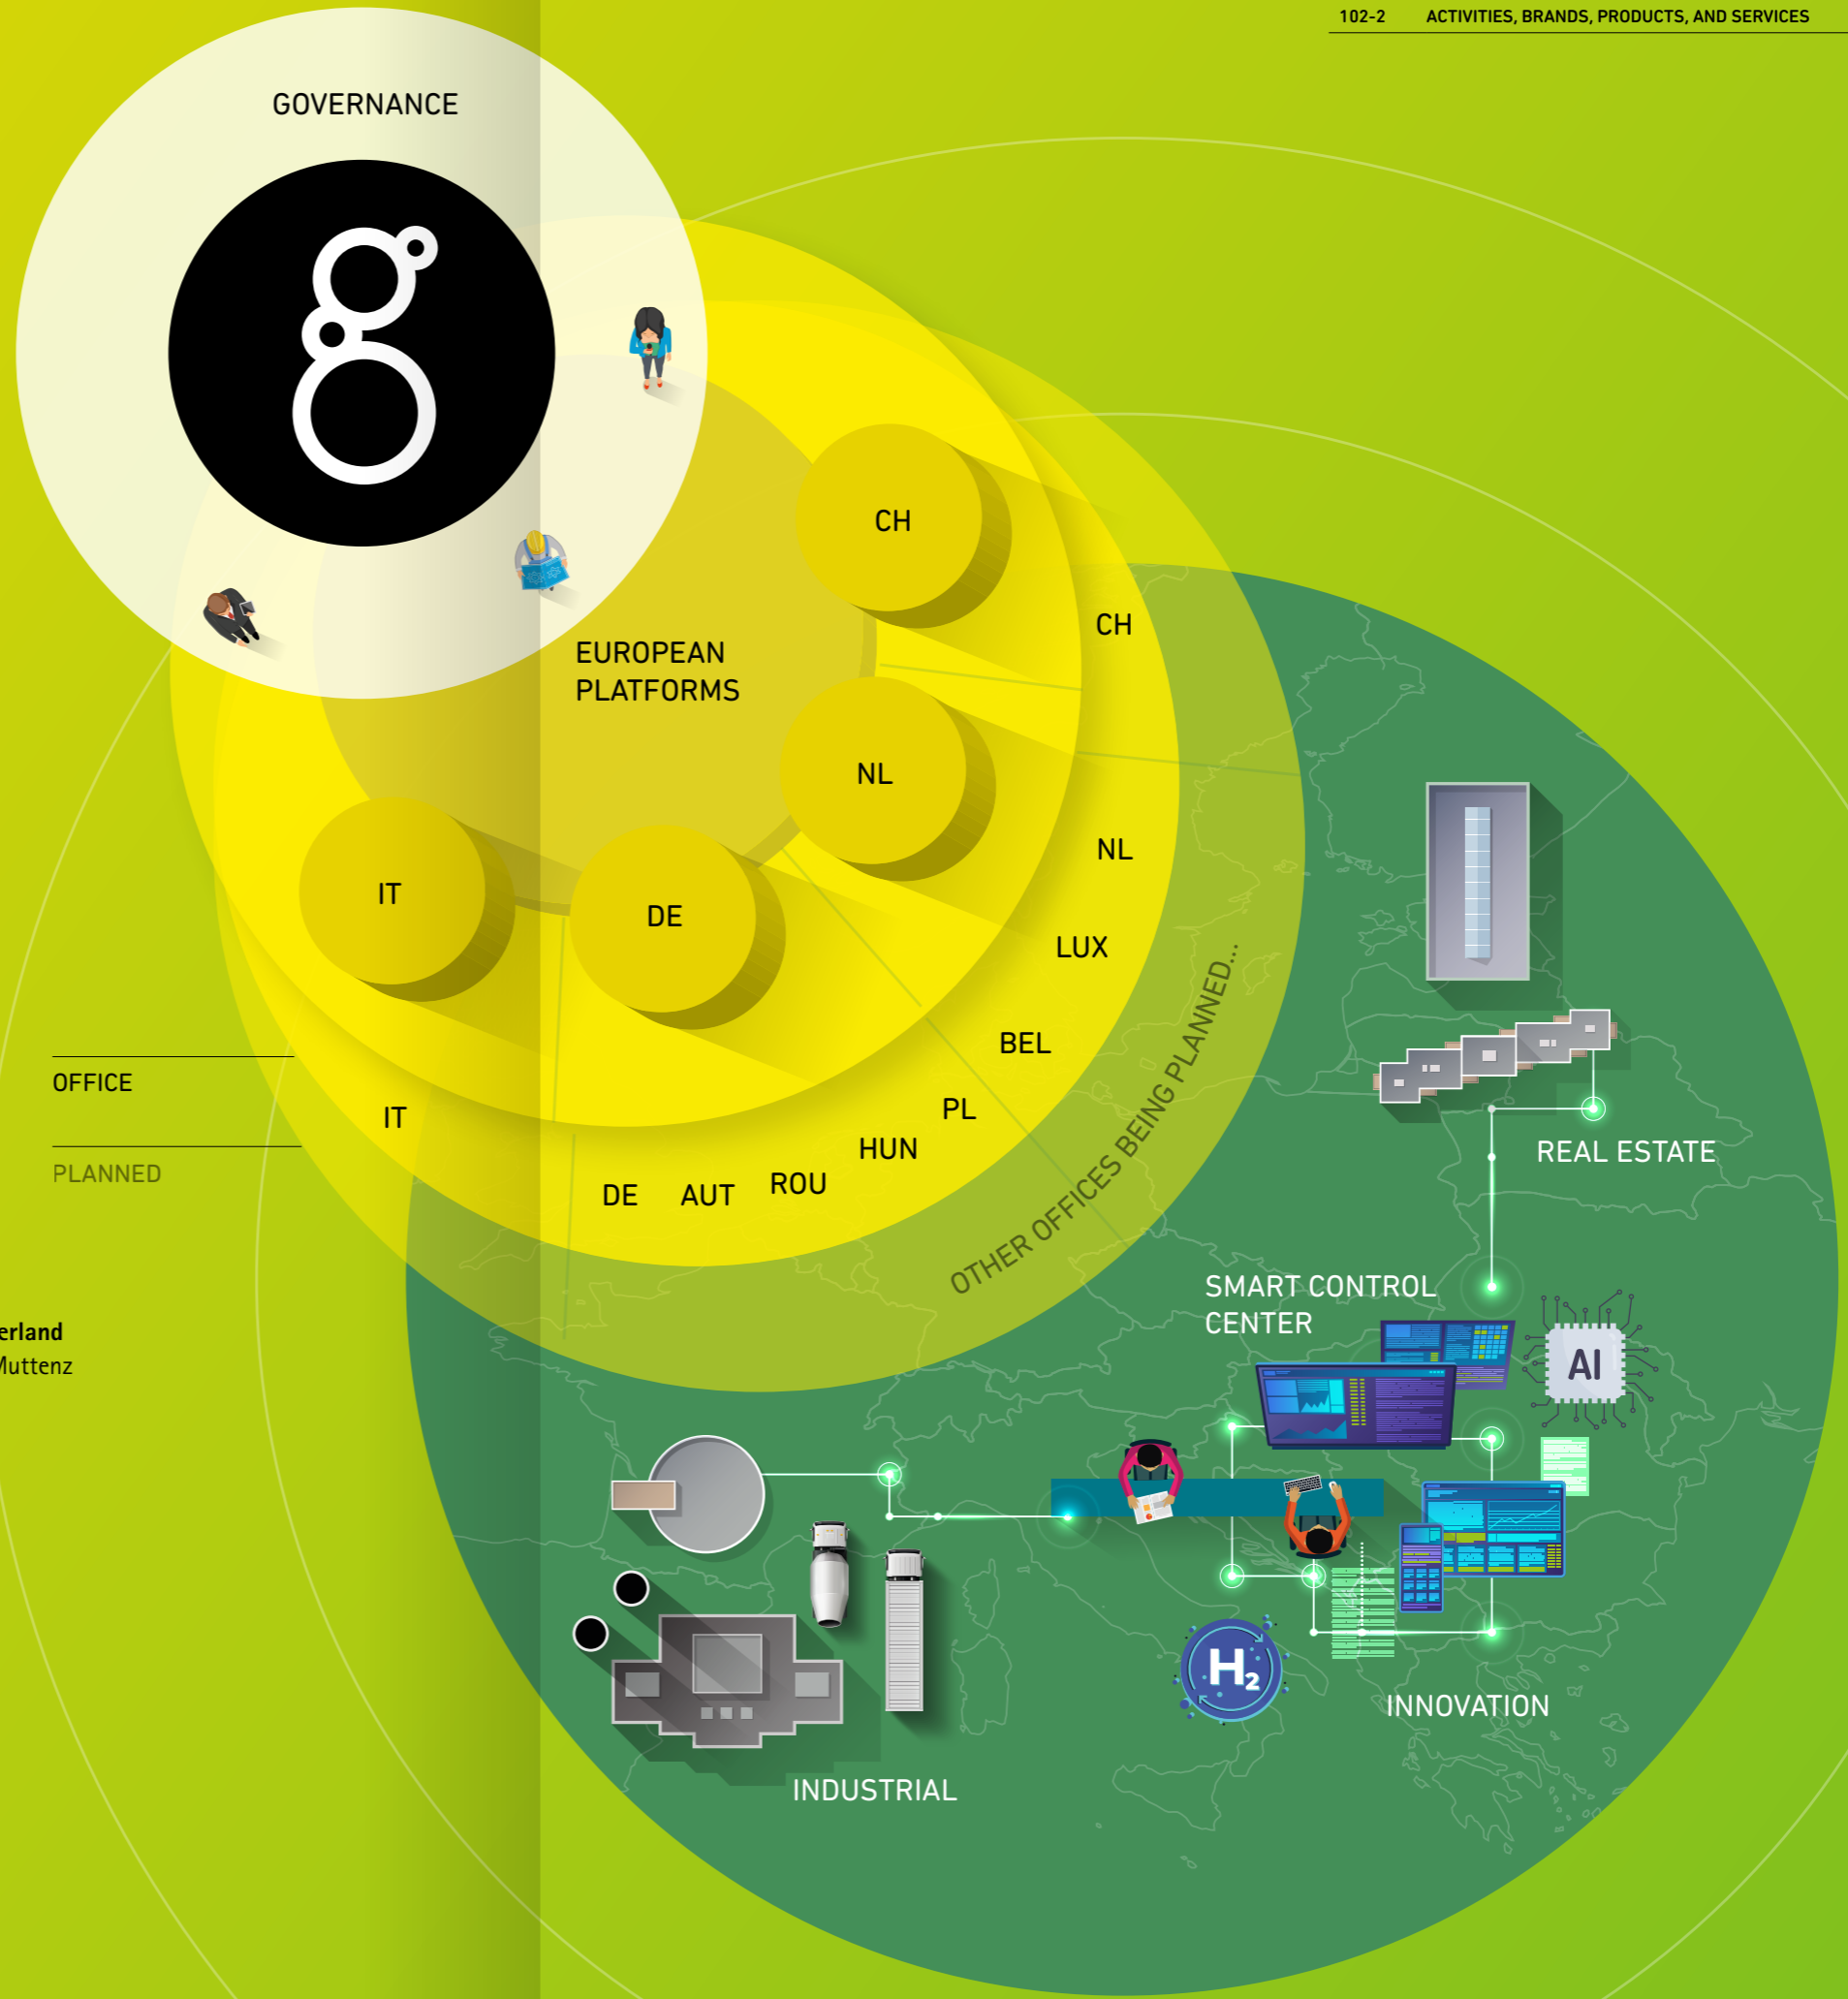 102-2 ACTIVITIES, BRANDS, PRODUCTS, AND SERVICES
GOVERNANCE
CH
EUROPEAN
PLATFORMS
CH
NL
NL
IT
DE
LUX
BEL
OFFICE
IT
PL
HUN
DE
AUT
ROU
PLANNED
OTHER OFFICES BEING PLANNED...
REAL ESTATE
SMART CONTROL
CENTER
AI
erland
Muttenz
H₂
INNOVATION
INDUSTRIAL